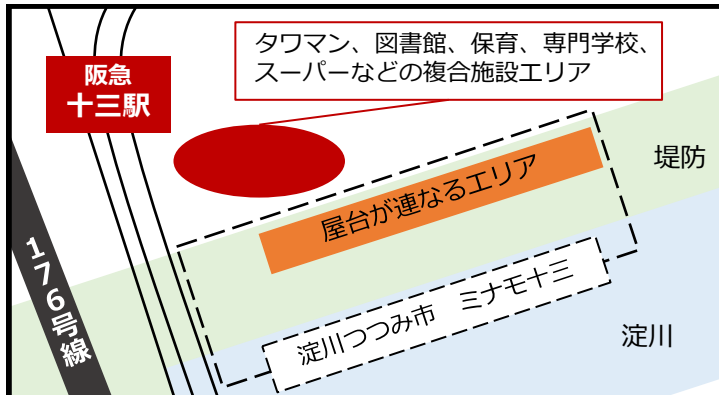 タワマン、図書館、保育、専門学校、
スーパーなどの複合施設エリア
阪急
十三駅
堤防
屋台が連なるエリア
176号線
淀川つつみ市　ミナモ十三
淀川